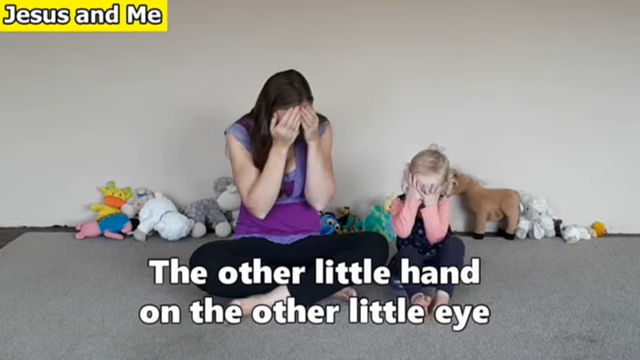 Jesus and Me
The other little hand
on the other little eye